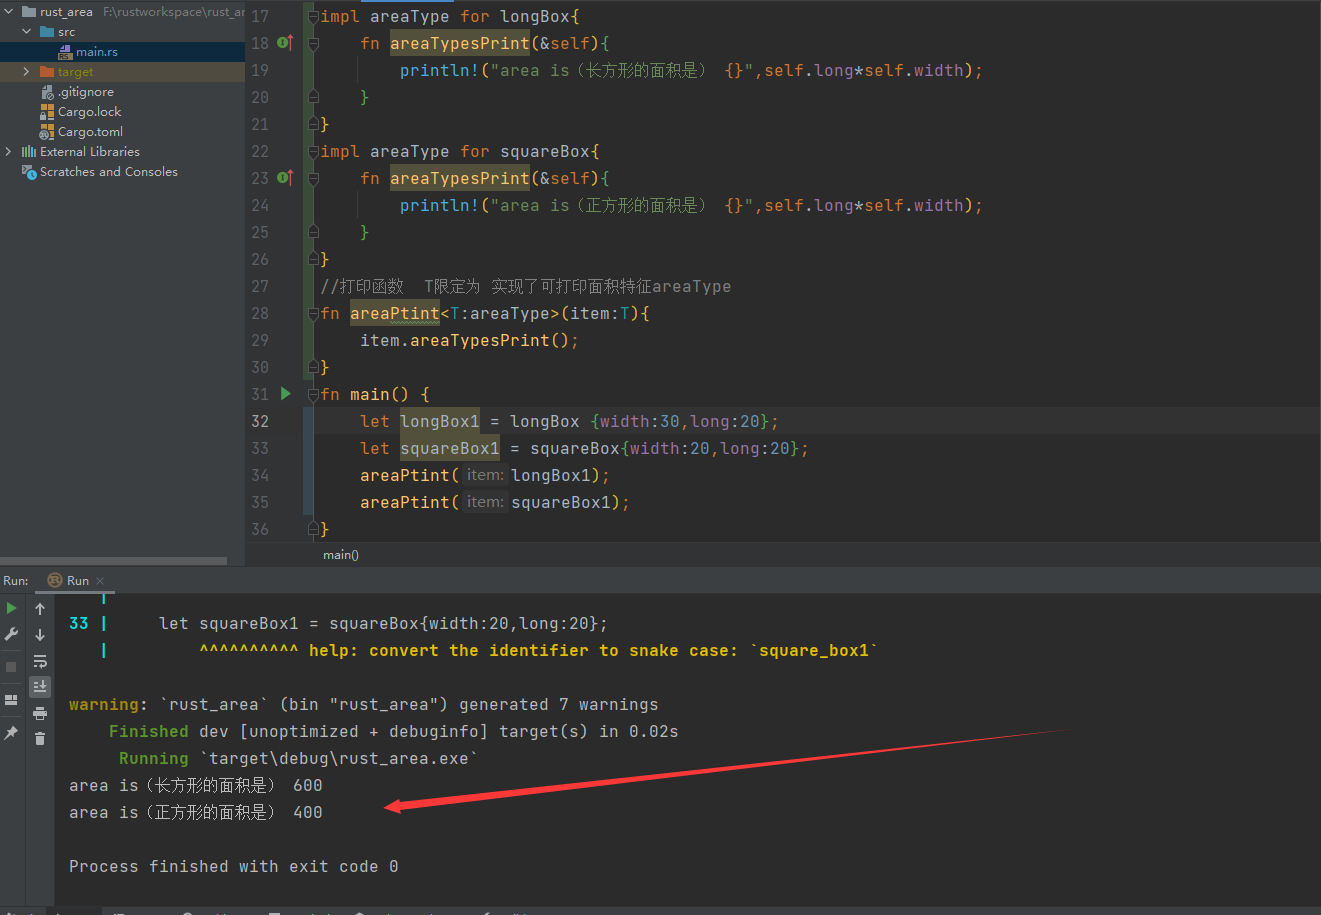 rust_area F:\rustworkspace\rust_ar
src
main.rs
target
.gitignore
Cargo.lock
Cargo.toml
External Libraries
Scratches and Consoles
17 impl areaType for longBox{
18 fn areaTypesPrint(&self){
19 println!("area is（长方形的面积是） {}",self.long*self.width);
20 }
21 }
22 impl areaType for squareBox{
23 fn areaTypesPrint(&self){
24 println!("area is（正方形的面积是） {}",self.long*self.width);
25 }
26 }
27 //打印函数  T限定为 实现了可打印面积特征areaType
28 fn areaPtint<T:areaType>(item:T){
29 item.areaTypesPrint();
30 }
31 fn main() {
32 let longBox1 = longBox {width:30,long:20};
33 let squareBox1 = squareBox{width:20,long:20};
34 areaPtint( item: longBox1);
35 areaPtint( item: squareBox1);
36 }
main()
Run: Run
|
33 | let squareBox1 = squareBox{width:20,long:20};
| ^^^^^^^^^^ help: convert the identifier to snake case: `square_box1`
warning: `rust_area` (bin "rust_area") generated 7 warnings
Finished dev [unoptimized + debuginfo] target(s) in 0.02s
Running `target\debug\rust_area.exe`
area is（长方形的面积是） 600
area is（正方形的面积是） 400
Process finished with exit code 0